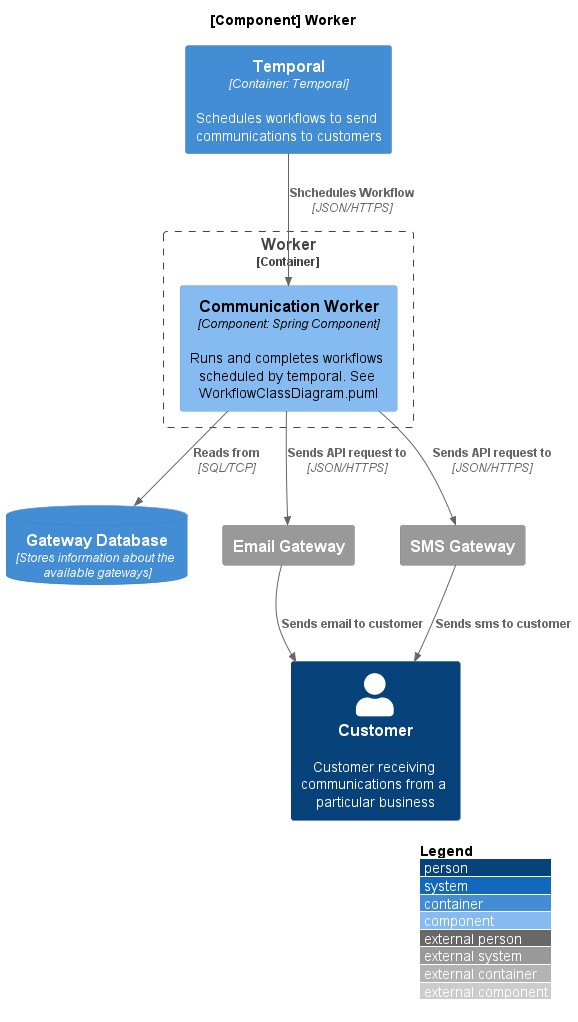 [Component] Worker
Temporal
[Container: Temporal]
Schedules workflows to send
communications to customers
Shchedules Workflow
[JSON/HTTPS]
Worker
[Container]
Communication Worker
[Component: Spring Component]
Runs and completes workflows
scheduled by temporal. See
WorkflowClassDiagram.puml
Reads from
[SQL/TCP]
Sends API request to
[JSON/HTTPS]
Sends API request to
[JSON/HTTPS]
Gateway Database
[Stores information about the
available gateways]
Email Gateway
SMS Gateway
Sends email to customer
Sends sms to customer
Customer
Customer receiving
communications from a
particular business
Legend
person
system
container
component
external person
external system
external container
external component